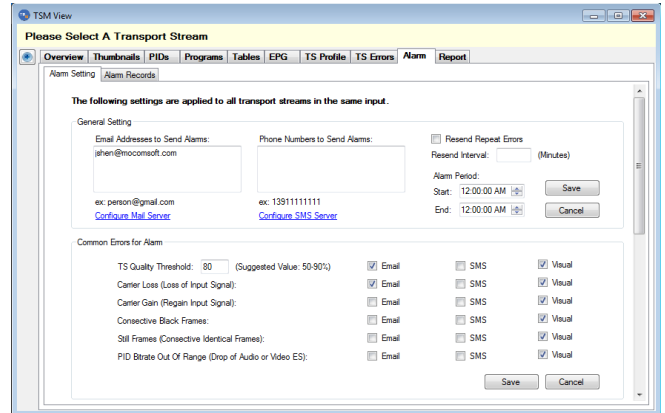 TSM View
Please Select A Transport Stream
Overview Thumbnails PIDs Programs Tables EPG TS Profile TS Errors Alarm Report
Alarm Setting Alarm Records
The following settings are applied to all transport streams in the same input.
General Setting
Email Addresses to Send Alarms: Phone Numbers to Send Alarms: Resend Repeat Errors
jshen@mocomsoft.com
Resend Interval: (Minutes)
Alarm Period:
Start: 12:00:00 AM Save
ex: person@gmail.com ex: 13911111111
Configure Mail Server Configure SMS Server End: 12:00:00 AM Cancel
Common Errors for Alarm
TS Quality Threshold: 80 (Suggested Value: 50-90%) Email SMS Visual
Carrier Loss (Loss of Input Signal): Email SMS Visual
Carrier Gain (Regain Input Signal): Email SMS Visual
Consective Black Frames: Email SMS Visual
Still Frames (Consective Identical Frames): Email SMS Visual
PID Bitrate Out Of Range (Drop of Audio or Video ES): Email SMS Visual
Save Cancel